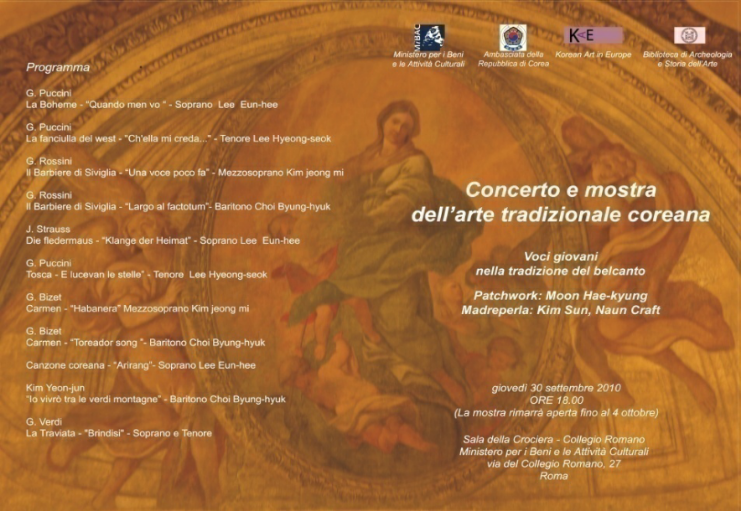 Programma
G. Puccini
La Boheme - "Quando men vo " - Soprano Lee Eun-hee
G. Puccini
La fanciulla del west - "Ch'ella mi creda..." - Tenore Lee Hyeong-seok
G. Rossini
Il Barbiere di Siviglia - "Una voce poco fa" - Mezzosoprano Kim jeong mi
G. Rossini
Il Barbiere di Siviglia - "Largo al factotum"- Baritono Choi Byung-hyuk
J. Strauss
Die fledermaus - "Klange der Heimat" - Soprano Lee Eun-hee
G. Puccini
Tosca - E lucevan le stelle" - Tenore Lee Hyeong-seok
G. Bizet
Carmen - "Habanera" Mezzosoprano Kim jeong mi
G. Bizet
Carmen - "Toreador song "- Baritono Choi Byung-hyuk
Canzone coreana - "Arirang"- Soprano Lee Eun-hee
Kim Yeon-jun
"Io vivrò tra le verdi montagne" - Baritono Choi Byung-hyuk
G. Verdi
La Traviata - "Brindisi" - Soprano e Tenore
MiBAC
Ministero per i Beni
e le Attività Culturali
Ambasciata della
Repubblica di Corea
K<E
Korean Art in Europe
Biblioteca di Archeologia
e Storia dell'Arte
Concerto e mostra
dell'arte tradizionale coreana
Voci giovani
nella tradizione del belcanto
Patchwork: Moon Hae-kyung
Madreperla: Kim Sun, Naun Craft
giovedì 30 settembre 2010
ORE 18.00
(La mostra rimarrà aperta fino al 4 ottobre)
Sala della Crociera - Collegio Romano
Ministero per i Beni e le Attività Culturali
via del Collegio Romano, 27
Roma